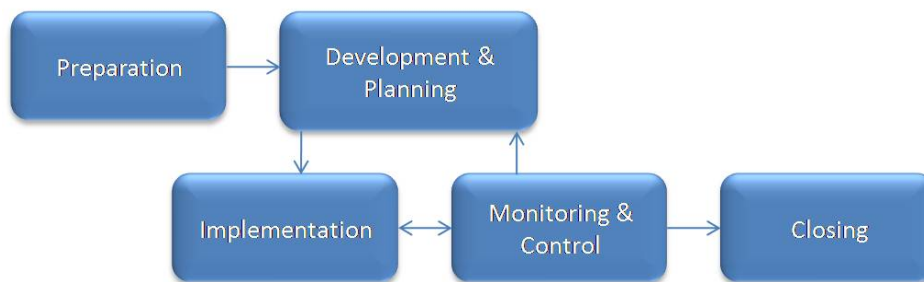 Preparation
Development &
Planning
Implementation
Monitoring &
Control
Closing